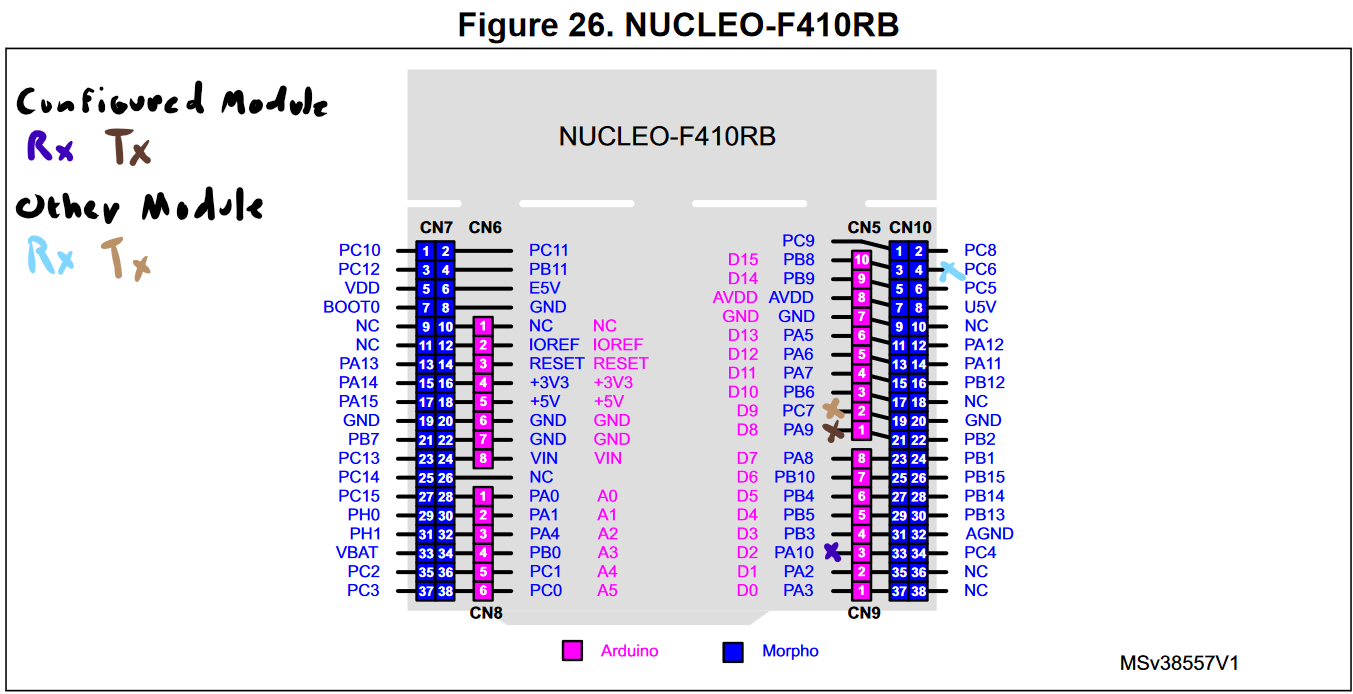 Figure 26. NUCLEO-F410RB
Configured Module
Rx Tx
Other Module
Rx Tx
NUCLEO-F410RB
CN7 CN6 CN5 CN10
PC9
PC10 1 2 PC11 D15 PB8 10 1 2 PC8
PC12 3 4 PB11 D14 PB9 9 3 4 PC6
VDD 5 6 E5V AVDD AVDD 8 5 6 PC5
BOOT0 7 8 GND GND GND 7 7 8 U5V
NC 9 10 1 NC NC D13 PA5 6 9 10 NC
NC 11 12 2 IOREF IOREF D12 PA6 5 11 12 PA12
PA13 13 14 3 RESET RESET D11 PA7 4 13 14 PA11
PA14 15 16 4 +3V3 +3V3 D10 PB6 3 15 16 PB12
PA15 17 18 5 +5V +5V D9 PC7 2 17 18 NC
GND 19 20 6 GND GND D8 PA9 1 19 20 GND
PB7 21 22 7 GND GND 21 22 PB2
PC13 23 24 8 VIN VIN D7 PA8 8 23 24 PB1
PC14 25 26 NC D6 PB10 7 25 26 PB15
PC15 27 28 1 PA0 A0 D5 PB4 6 27 28 PB14
PH0 29 30 2 PA1 A1 D4 PB5 5 29 30 PB13
PH1 31 32 3 PA4 A2 D3 PB3 4 31 32 AGND
VBAT 33 34 4 PB0 A3 D2 PA10 3 33 34 PC4
PC2 35 36 5 PC1 A4 D1 PA2 2 35 36 NC
PC3 37 38 6 PC0 A5 D0 PA3 1 37 38 NC
CN8 CN9
Arduino Morpho
MSv38557V1